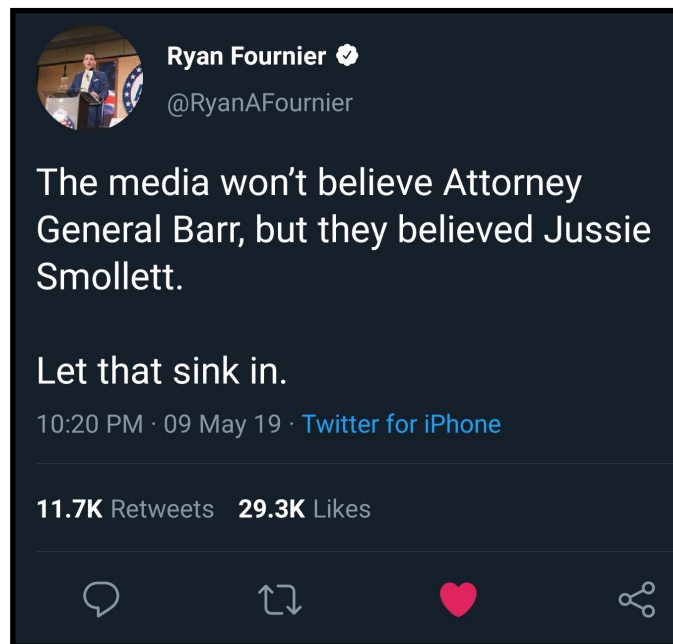 Ryan Fournier
@RyanAFournier
The media won’t believe Attorney
General Barr, but they believed Jussie
Smollett.
Let that sink in.
10:20 PM · 09 May 19 · Twitter for iPhone
11.7K Retweets 29.3K Likes